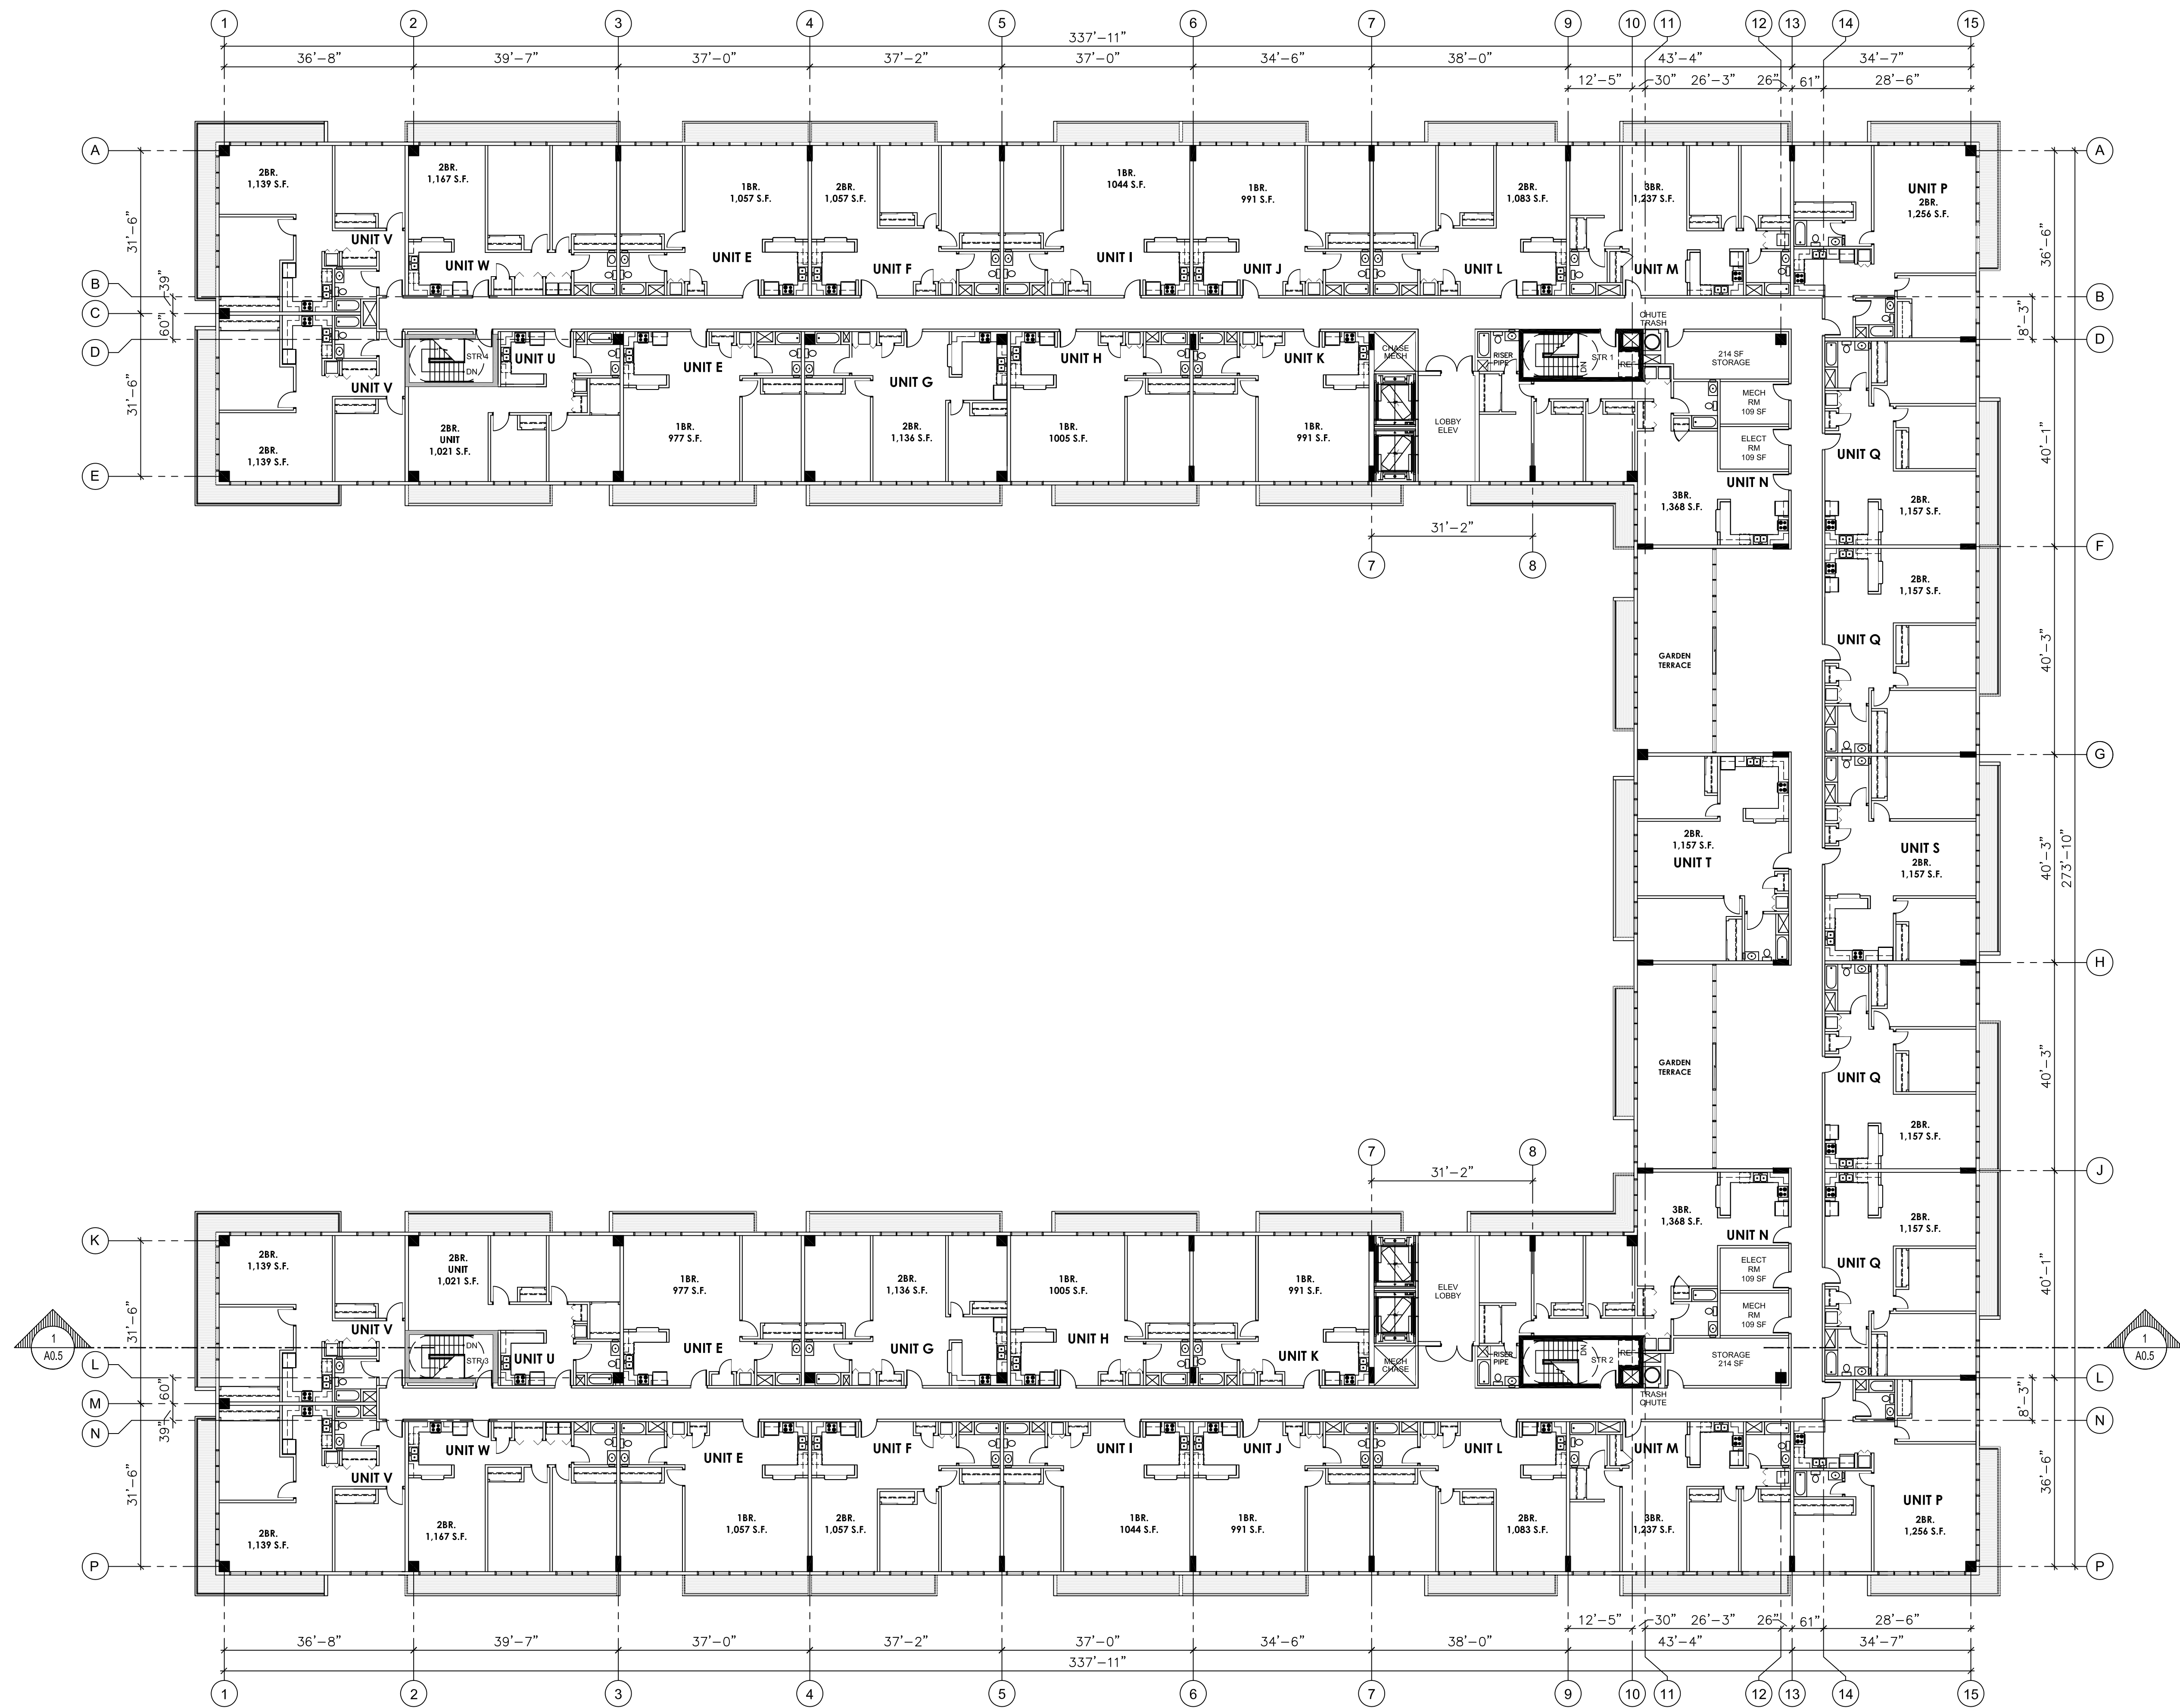 1 2 3 4 5 6 7 9 10 11 12 13 14 15
337'-11"
36'-8" 39'-7" 37'-0" 37'-2" 37'-0" 34'-6" 38'-0" 43'-4" 34'-7"
12'-5" 30" 26'-3" 26" 61" 28'-6"
A
A
2BR.
1,139 S.F.
UNIT V
2BR.
1,167 S.F.
UNIT W
1BR.
1,057 S.F.
UNIT E
2BR.
1,057 S.F.
UNIT F
1BR.
1044 S.F.
UNIT I
1BR.
991 S.F.
UNIT J
2BR.
1,083 S.F.
UNIT L
3BR.
1,237 S.F.
UNIT M
UNIT P
2BR.
1,256 S.F.
31'-6"
36'-6"
B
39"
B
C
60"
8'-3"
D
D
31'-6"
E
UNIT V
2BR.
1,139 S.F.
STR 4
DN
UNIT U
2BR.
UNIT
1,021 S.F.
UNIT E
1BR.
977 S.F.
UNIT G
2BR.
1,136 S.F.
UNIT H
1BR.
1005 S.F.
UNIT K
1BR.
991 S.F.
CHASE
MECH
LOBBY
ELEV
RISER
PIPE
STR 1
DN
RE
CHUTE
TRASH
214 SF
STORAGE
MECH
RM
109 SF
ELECT
RM
109 SF
UNIT N
3BR.
1,368 S.F.
UNIT Q
2BR.
1,157 S.F.
40'-1"
31'-2"
7 8
F
2BR.
1,157 S.F.
UNIT Q
GARDEN
TERRACE
40'-3"
G
2BR.
1,157 S.F.
UNIT T
UNIT S
2BR.
1,157 S.F.
40'-3"
273'-10"
H
GARDEN
TERRACE
UNIT Q
2BR.
1,157 S.F.
40'-3"
J
7 8
31'-2"
K
2BR.
1,139 S.F.
UNIT V
2BR.
UNIT
1,021 S.F.
DN
STR 3
UNIT U
1BR.
977 S.F.
UNIT E
2BR.
1,136 S.F.
UNIT G
1BR.
1005 S.F.
UNIT H
1BR.
991 S.F.
UNIT K
ELEV
LOBBY
MECH
CHASE
RISER
PIPE
DN
STR 2
RE
3BR.
1,368 S.F.
UNIT N
ELECT
RM
109 SF
MECH
RM
109 SF
STORAGE
214 SF
TRASH
CHUTE
2BR.
1,157 S.F.
UNIT Q
40'-1"
31'-6"
1
A0.5
1
A0.5
L
60"
L
M
8'-3"
N
39"
N
31'-6"
UNIT V
2BR.
1,139 S.F.
UNIT W
2BR.
1,167 S.F.
UNIT E
1BR.
1,057 S.F.
UNIT F
2BR.
1,057 S.F.
UNIT I
1BR.
1044 S.F.
UNIT J
1BR.
991 S.F.
UNIT L
2BR.
1,083 S.F.
UNIT M
3BR.
1,237 S.F.
UNIT P
2BR.
1,256 S.F.
36'-6"
P
P
12'-5" 30" 26'-3" 26" 61" 28'-6"
36'-8" 39'-7" 37'-0" 37'-2" 37'-0" 34'-6" 38'-0" 43'-4" 34'-7"
337'-11"
1 2 3 4 5 6 7 9 10 11 12 13 14 15